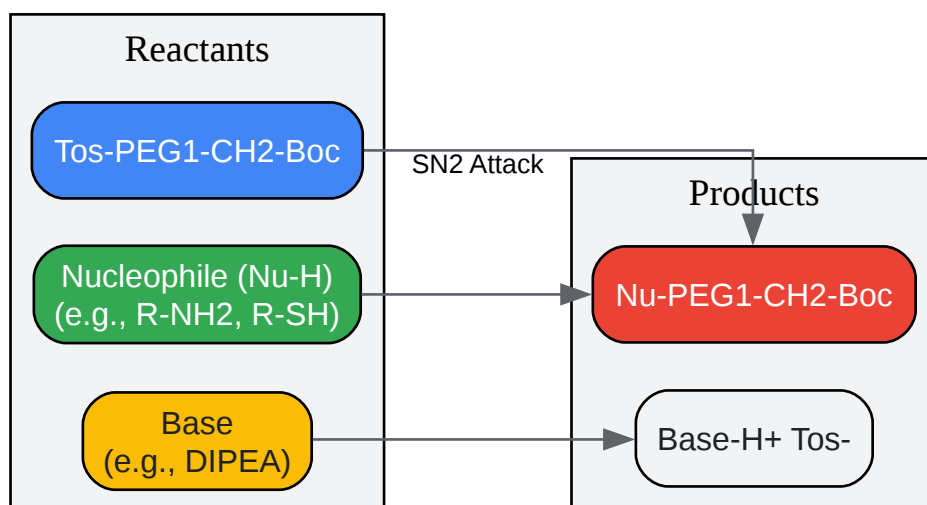 Reactants
Tos-PEG1-CH2-Boc
SN2 Attack
Products
Nucleophile (Nu-H)
(e.g., R-NH2, R-SH)
Nu-PEG1-CH2-Boc
Base
(e.g., DIPEA)
Base-H+ Tos-